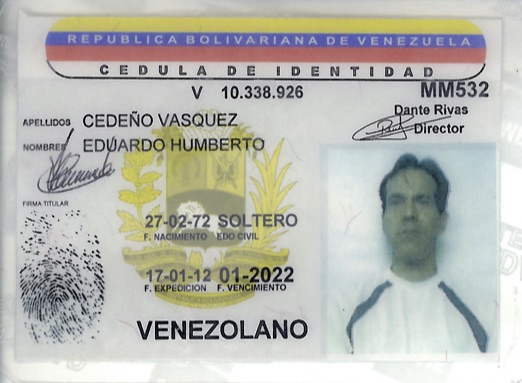 REPUBLICA BOLIVARIANA DE VENEZUELA
CEDULA DE IDENTIDAD
V 10.338.926 MM532
Dante Rivas
Director
APELLIDOS CEDEÑO VASQUEZ
NOMBRES EDUARDO HUMBERTO
FIRMA TITULAR
27-02-72 SOLTERO
F. NACIMIENTO EDO CIVIL
17-01-12 01-2022
F. EXPEDICION F. VENCIMIENTO
VENEZOLANO